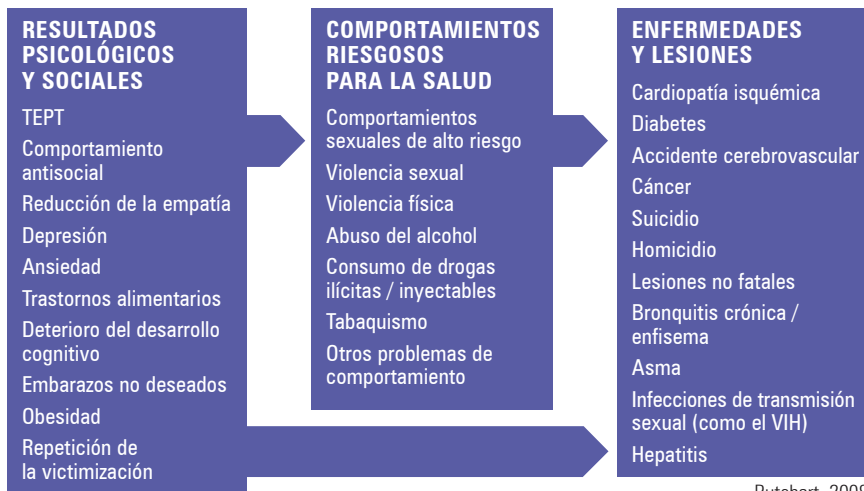 RESULTADOS
PSICOLÓGICOS
Y SOCIALES
TEPT
Comportamiento
antisocial
Reducción de la empatía
Depresión
Ansiedad
Trastornos alimentarios
Deterioro del desarrollo
cognitivo
Embarazos no deseados
Obesidad
Repetición de
la victimización
COMPORTAMIENTOS
RIESGOSOS
PARA LA SALUD
Comportamientos
sexuales de alto riesgo
Violencia sexual
Violencia física
Abuso del alcohol
Consumo de drogas
ilícitas / inyectables
Tabaquismo
Otros problemas de
comportamiento
ENFERMEDADES
Y LESIONES
Cardiopatía isquémica
Diabetes
Accidente cerebrovascular
Cáncer
Suicidio
Homicidio
Lesiones no fatales
Bronquitis crónica /
enfisema
Asma
Infecciones de transmisión
sexual (como el VIH)
Hepatitis